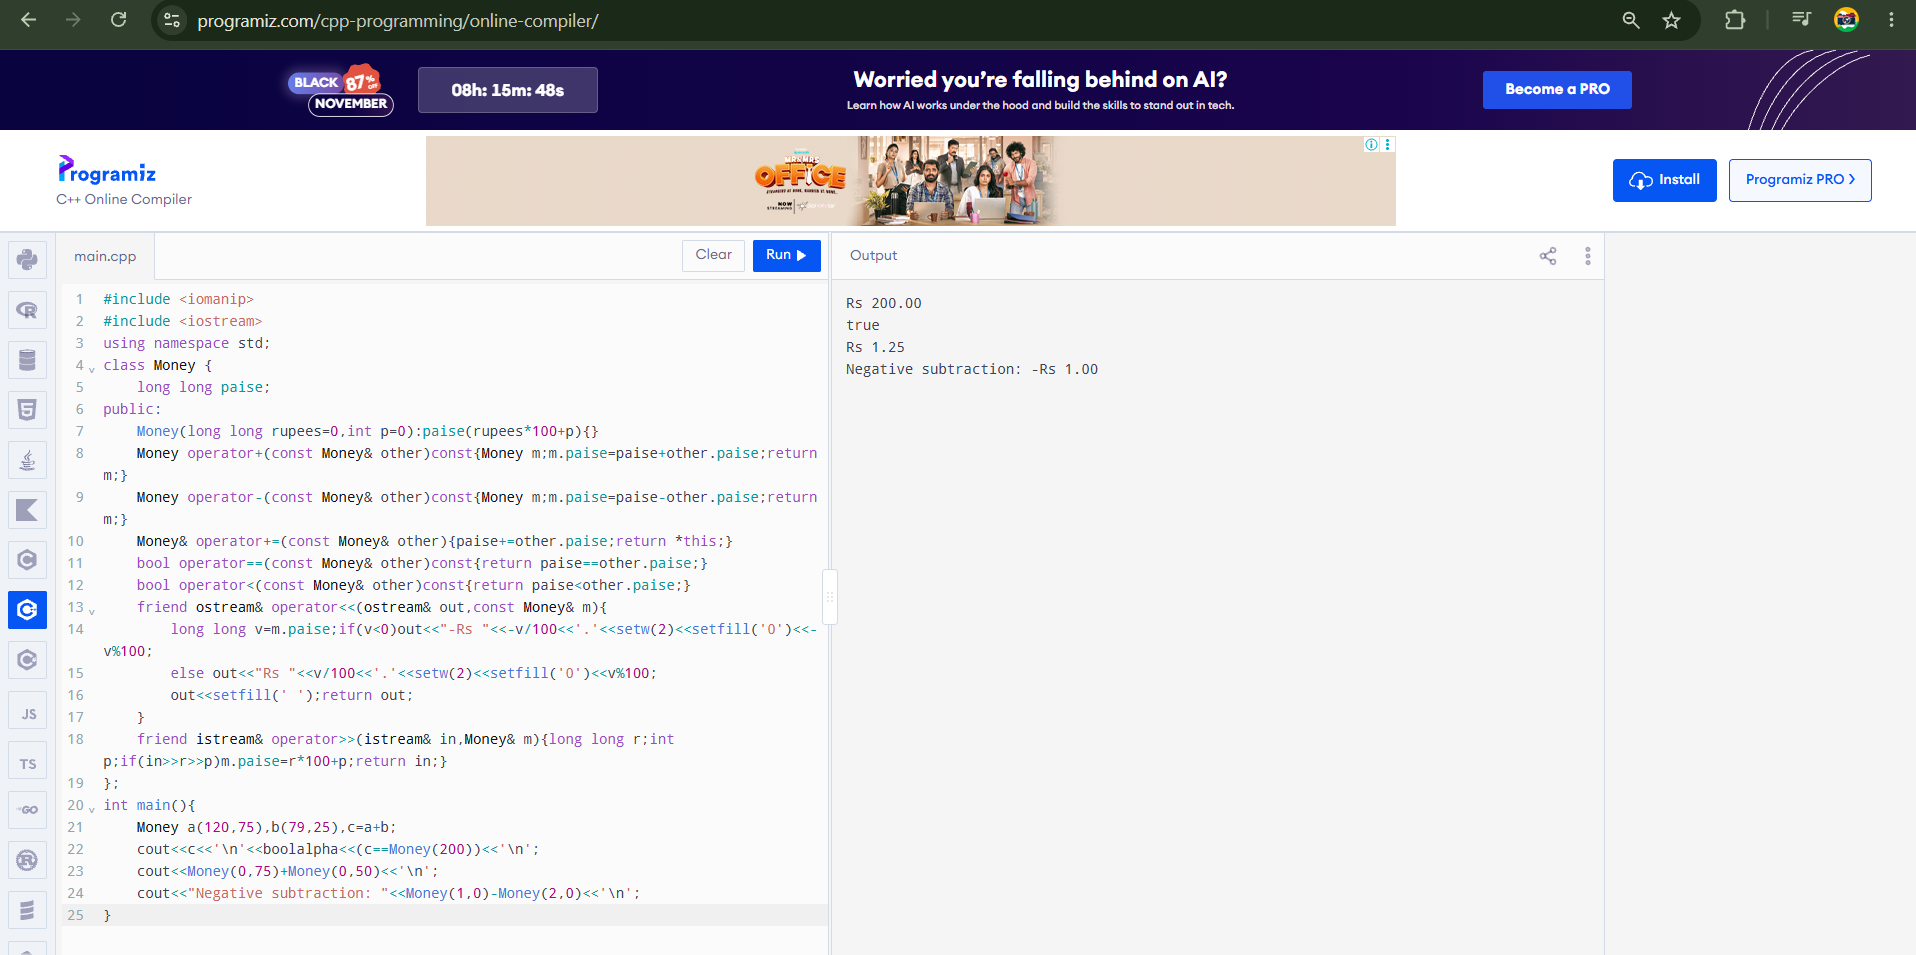 programiz.com/cpp-programming/online-compiler/
BLACK
87% OFF
NOVEMBER
08h: 15m: 48s
Worried you’re falling behind on AI?
Learn how AI works under the hood and build the skills to stand out in tech.
Become a PRO
Programiz
C++ Online Compiler
OFFICE
NOW
STREAMING
Install
Programiz PRO ›
main.cpp
Clear
Run
Output
JS
TS
GO
1 #include <iomanip>
2 #include <iostream>
3 using namespace std;
4 class Money {
5     long long paise;
6 public:
7     Money(long long rupees=0,int p=0):paise(rupees*100+p){}
8     Money operator+(const Money& other)const{Money m;m.paise=paise+other.paise;return
m;}
9     Money operator-(const Money& other)const{Money m;m.paise=paise-other.paise;return
m;}
10     Money& operator+=(const Money& other){paise+=other.paise;return *this;}
11     bool operator==(const Money& other)const{return paise==other.paise;}
12     bool operator<(const Money& other)const{return paise<other.paise;}
13     friend ostream& operator<<(ostream& out,const Money& m){
14         long long v=m.paise;if(v<0)out<<"-Rs "<<-v/100<<'.'<<setw(2)<<setfill('0')<<-
v%100;
15         else out<<"Rs "<<v/100<<'.'<<setw(2)<<setfill('0')<<v%100;
16         out<<setfill(' ');return out;
17     }
18     friend istream& operator>>(istream& in,Money& m){long long r;int
p;if(in>>r>>p)m.paise=r*100+p;return in;}
19 };
20 int main(){
21     Money a(120,75),b(79,25),c=a+b;
22     cout<<c<<'\n'<<boolalpha<<(c==Money(200))<<'\n';
23     cout<<Money(0,75)+Money(0,50)<<'\n';
24     cout<<"Negative subtraction: "<<Money(1,0)-Money(2,0)<<'\n';
25 }
Rs 200.00
true
Rs 1.25
Negative subtraction: -Rs 1.00